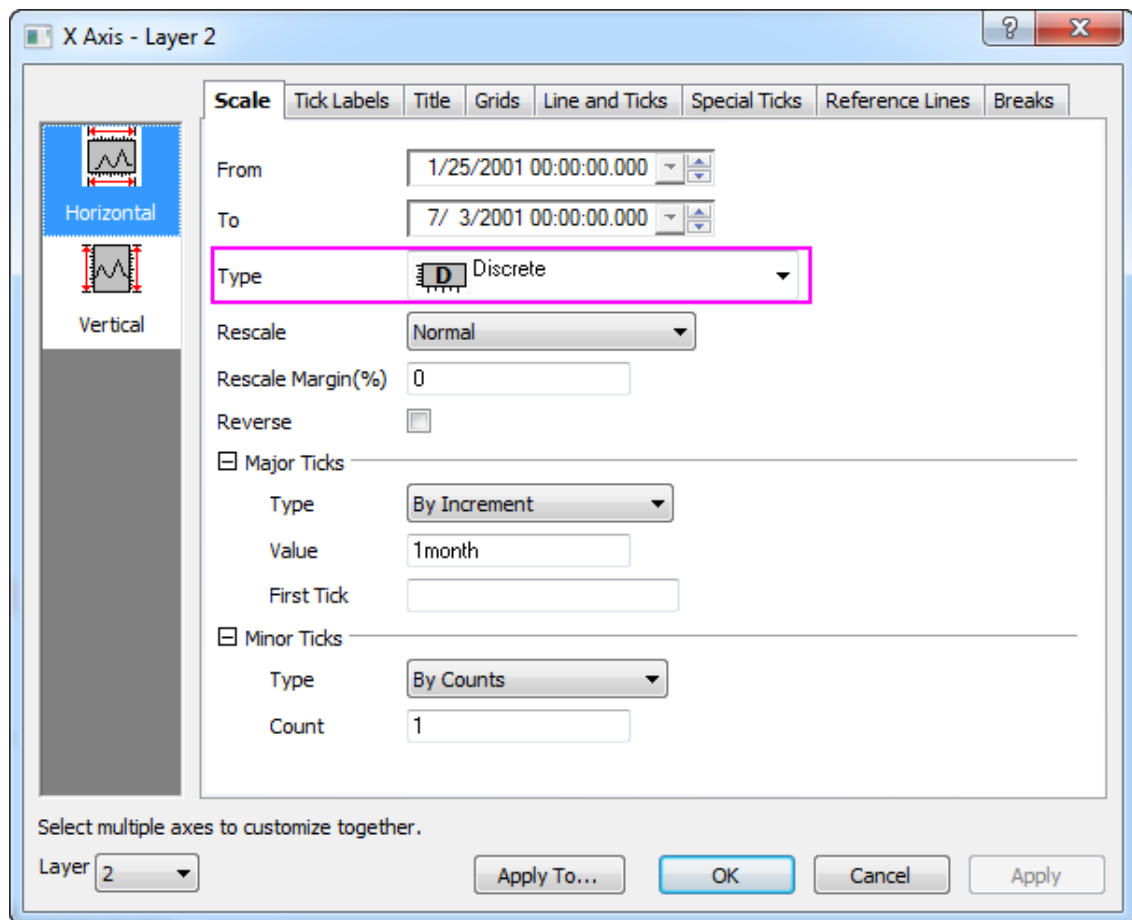 X Axis - Layer 2
Scale Tick Labels Title Grids Line and Ticks Special Ticks Reference Lines Breaks
Horizontal
Vertical
From 1/25/2001 00:00:00.000
To 7/ 3/2001 00:00:00.000
Type D Discrete
Rescale Normal
Rescale Margin(%) 0
Reverse
Major Ticks
Type By Increment
Value 1month
First Tick
Minor Ticks
Type By Counts
Count 1
Select multiple axes to customize together.
Layer 2 Apply To... OK Cancel Apply